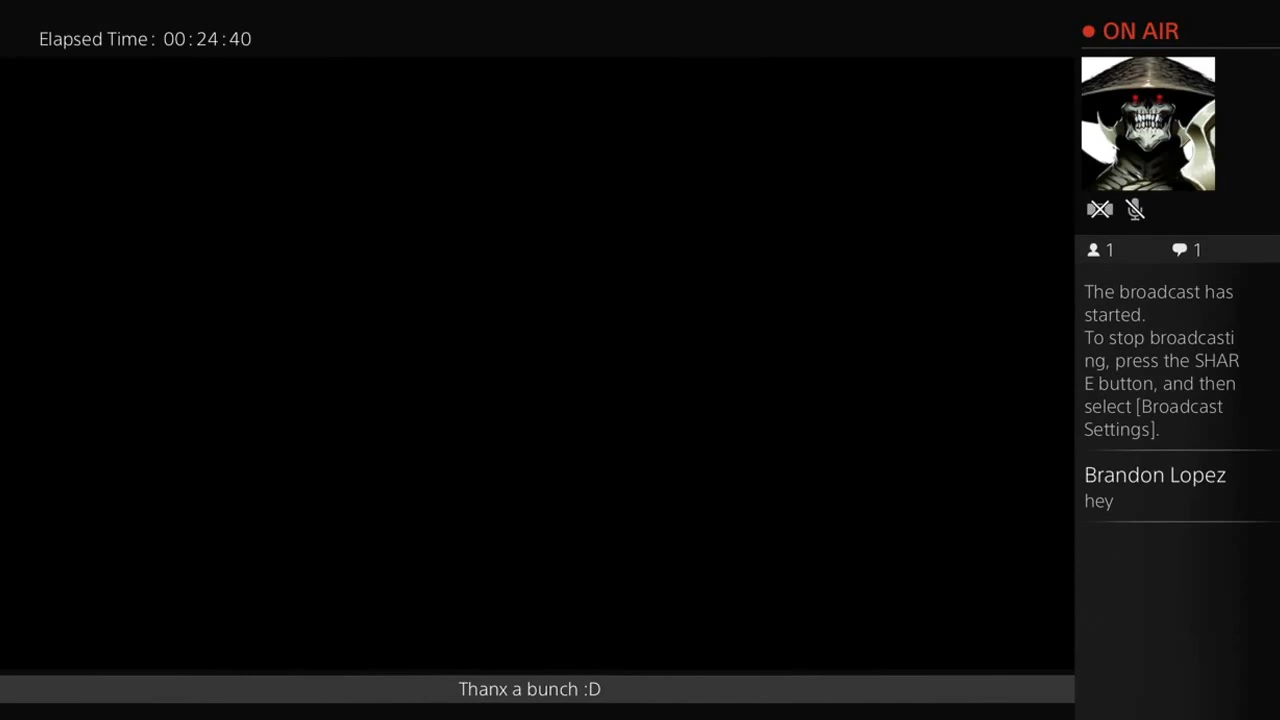 Elapsed Time: 00:24:40
ON AIR
1
1
The broadcast has
started.
To stop broadcasti
ng, press the SHAR
E button, and then
select [Broadcast
Settings].
Brandon Lopez
hey
Thanx a bunch :D